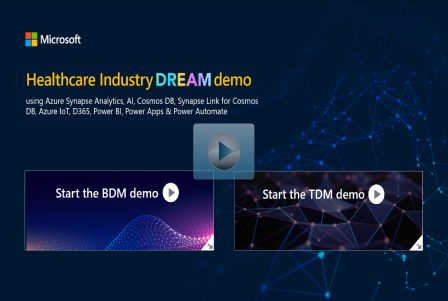 Microsoft
Healthcare Industry DREAM demo
using Azure Synapse Analytics, AI, Cosmos DB, Synapse Link for Cosmos
DB, Azure IoT, D365, Power BI, Power Apps & Power Automate
Start the BDM demo
Start the TDM demo